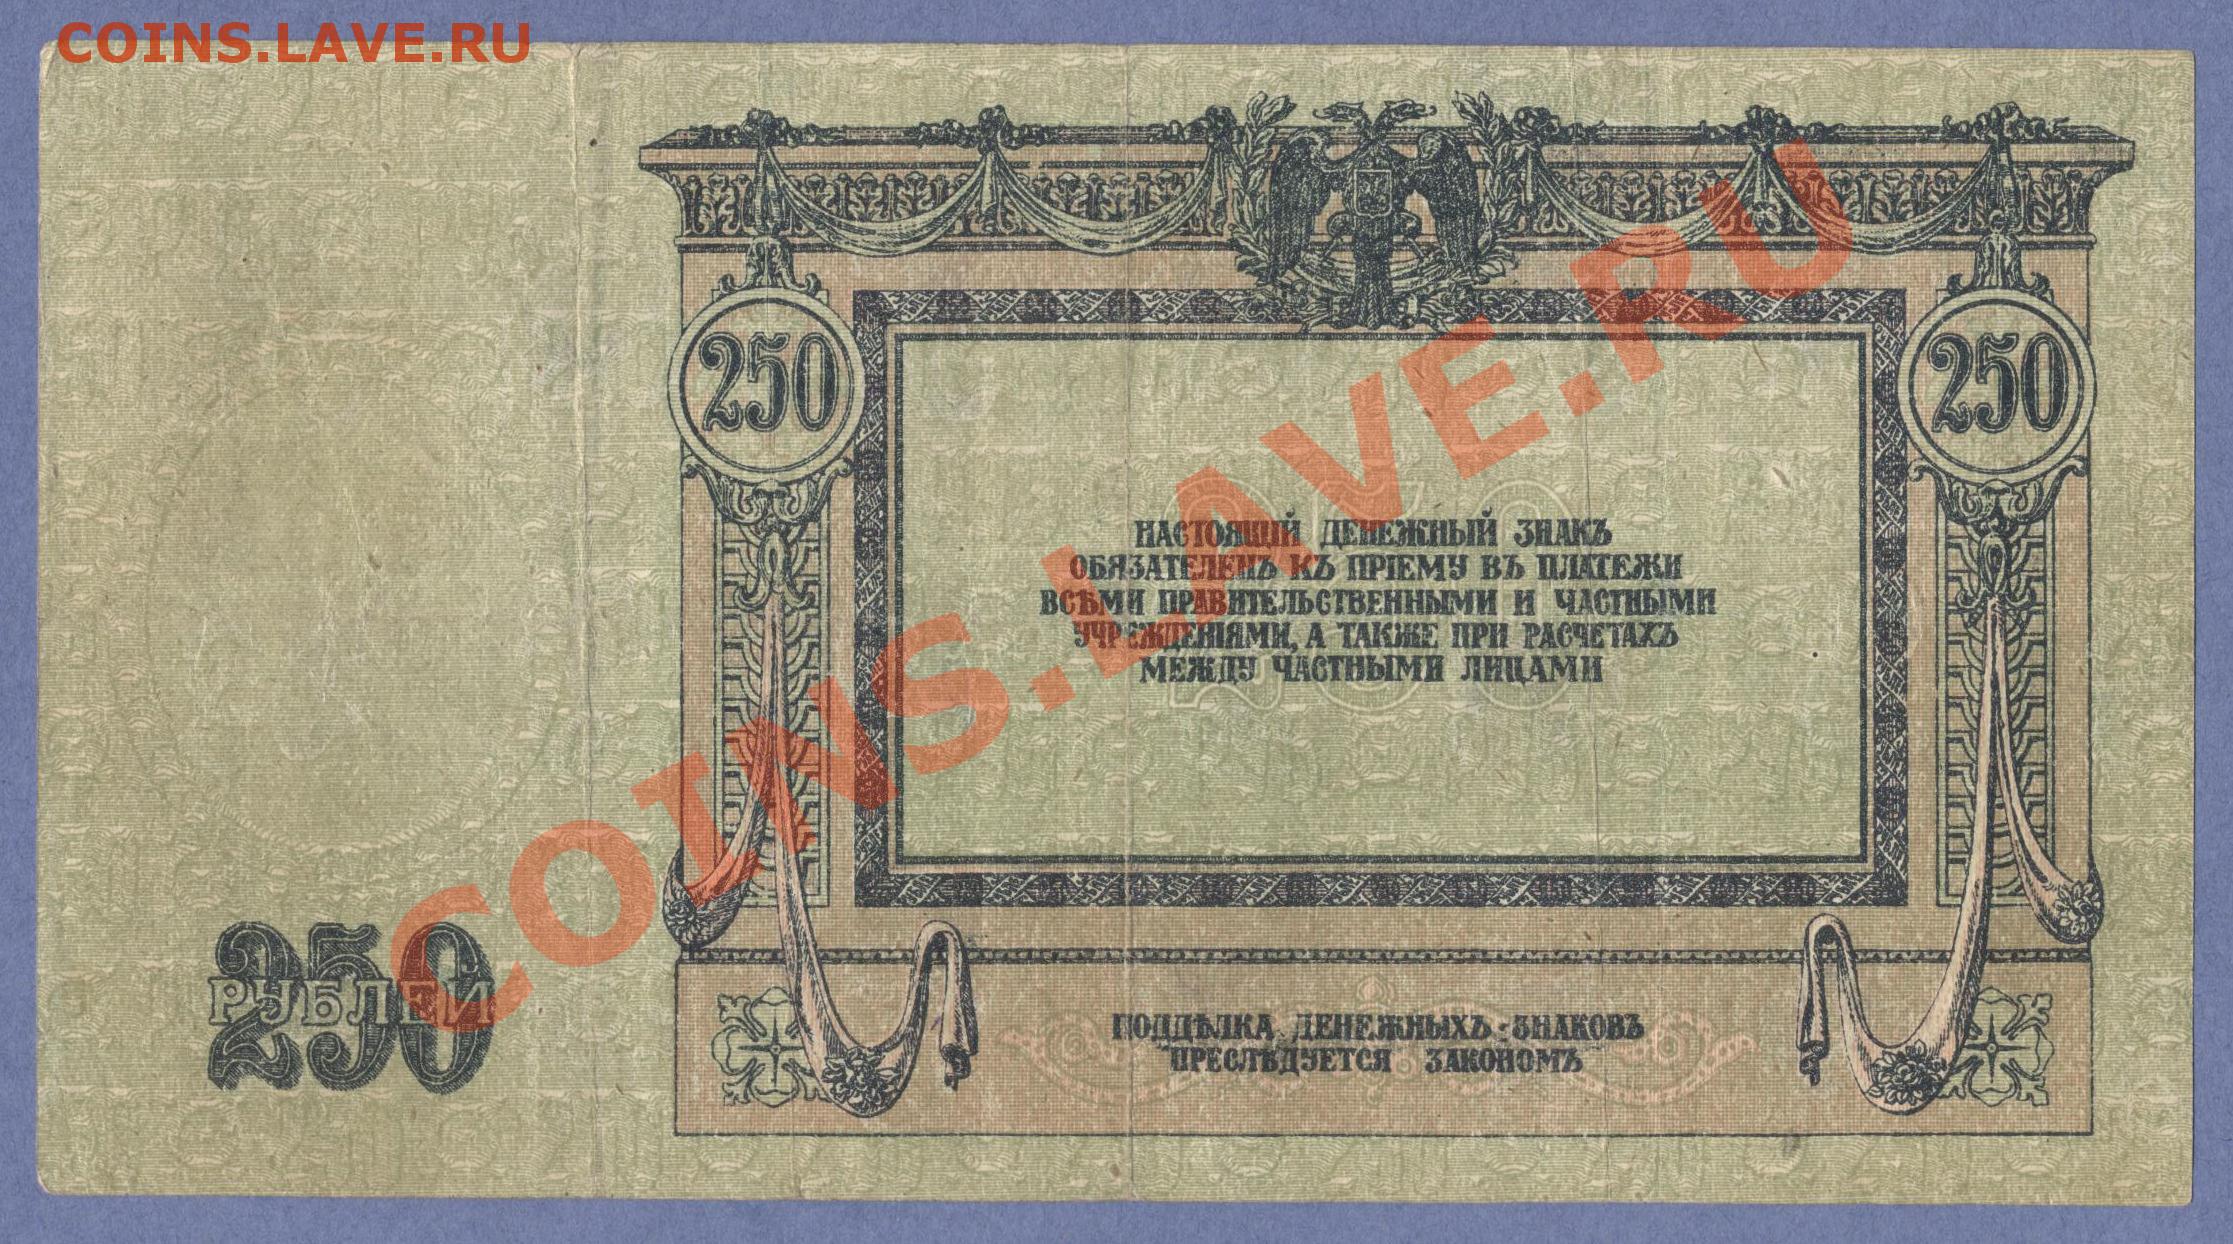 COINS.LAVE.RU
250
250
НАСТОЯЩІЙ ДЕНЕЖНЫЙ ЗНАКЪ
ОБЯЗАТЕЛЕНЪ КЪ ПРІЕМУ ВЪ ПЛАТЕЖИ
ВСѢМИ ПРАВИТЕЛЬСТВЕННЫМИ И ЧАСТНЫМИ
УЧРЕЖДЕНІЯМИ, А ТАКЖЕ ПРИ РАСЧЕТАХЪ
МЕЖДУ ЧАСТНЫМИ ЛИЦАМИ
250
250
РУБЛЕЙ
ПОДДѢЛКА ДЕНЕЖНЫХЪ ЗНАКОВЪ
ПРЕСЛѢДУЕТСЯ ЗАКОНОМЪ
COINS.LAVE.RU